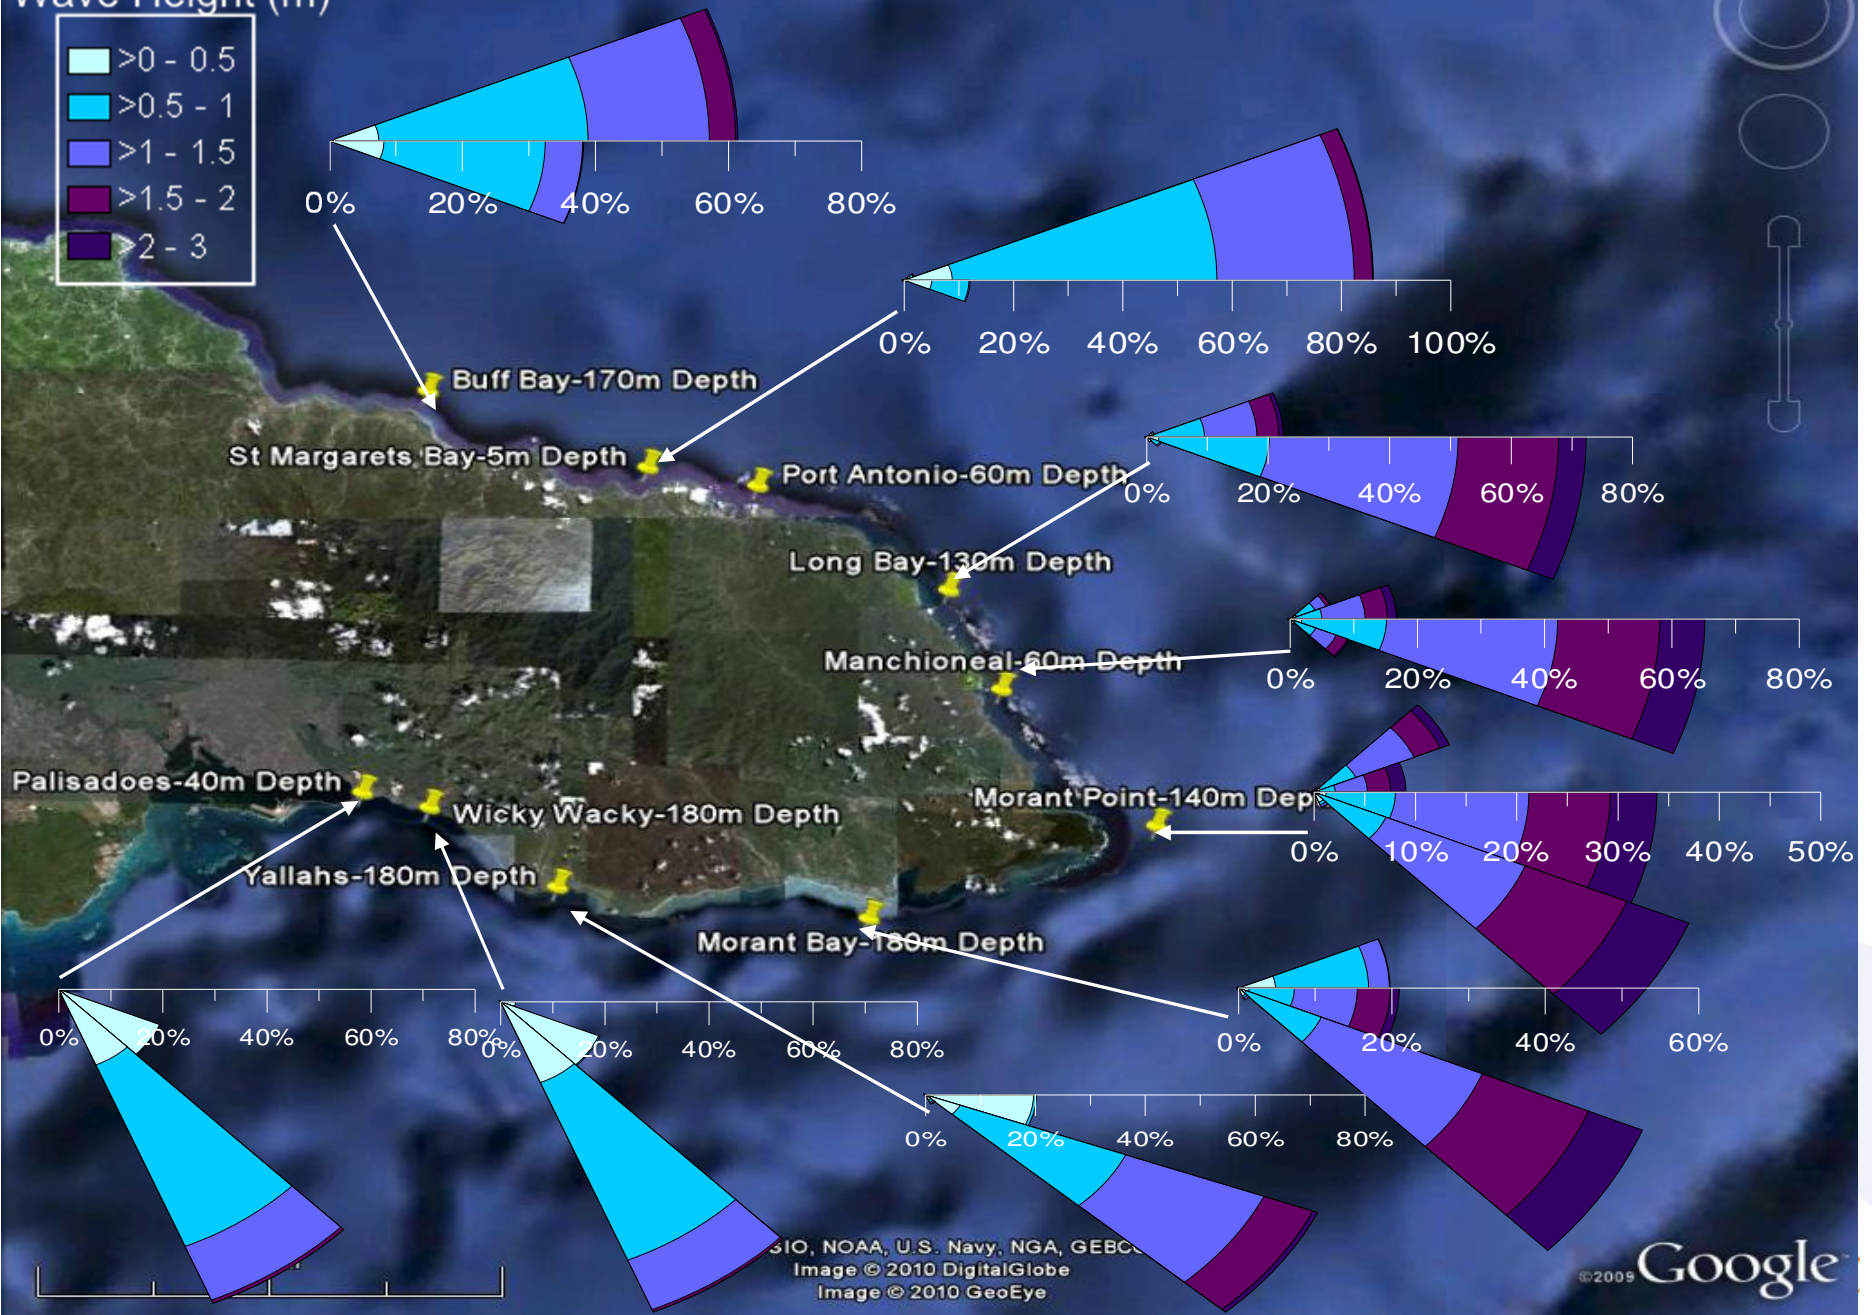 Wave Height (m)
>0 - 0.5
>0.5 - 1
>1 - 1.5
>1.5 - 2
>2 - 3
0% 20% 40% 60% 80%
0% 20% 40% 60% 80% 100%
Buff Bay-170m Depth
St Margarets Bay-5m Depth
Port Antonio-60m Depth
0% 20% 40% 60% 80%
Long Bay-130m Depth
Manchioneal-60m Depth
0% 20% 40% 60% 80%
Palisadoes-40m Depth
Wicky Wacky-180m Depth
Morant Point-140m Dep
0% 10% 20% 30% 40% 50%
Yallahs-180m Depth
Morant Bay-180m Depth
0% 20% 40% 60% 80%
0% 20% 40% 60% 80%
0% 20% 40% 60%
0% 20% 40% 60% 80%
SIO, NOAA, U.S. Navy, NGA, GEBC
Image © 2010 DigitalGlobe
Image © 2010 GeoEye
©2009 Google